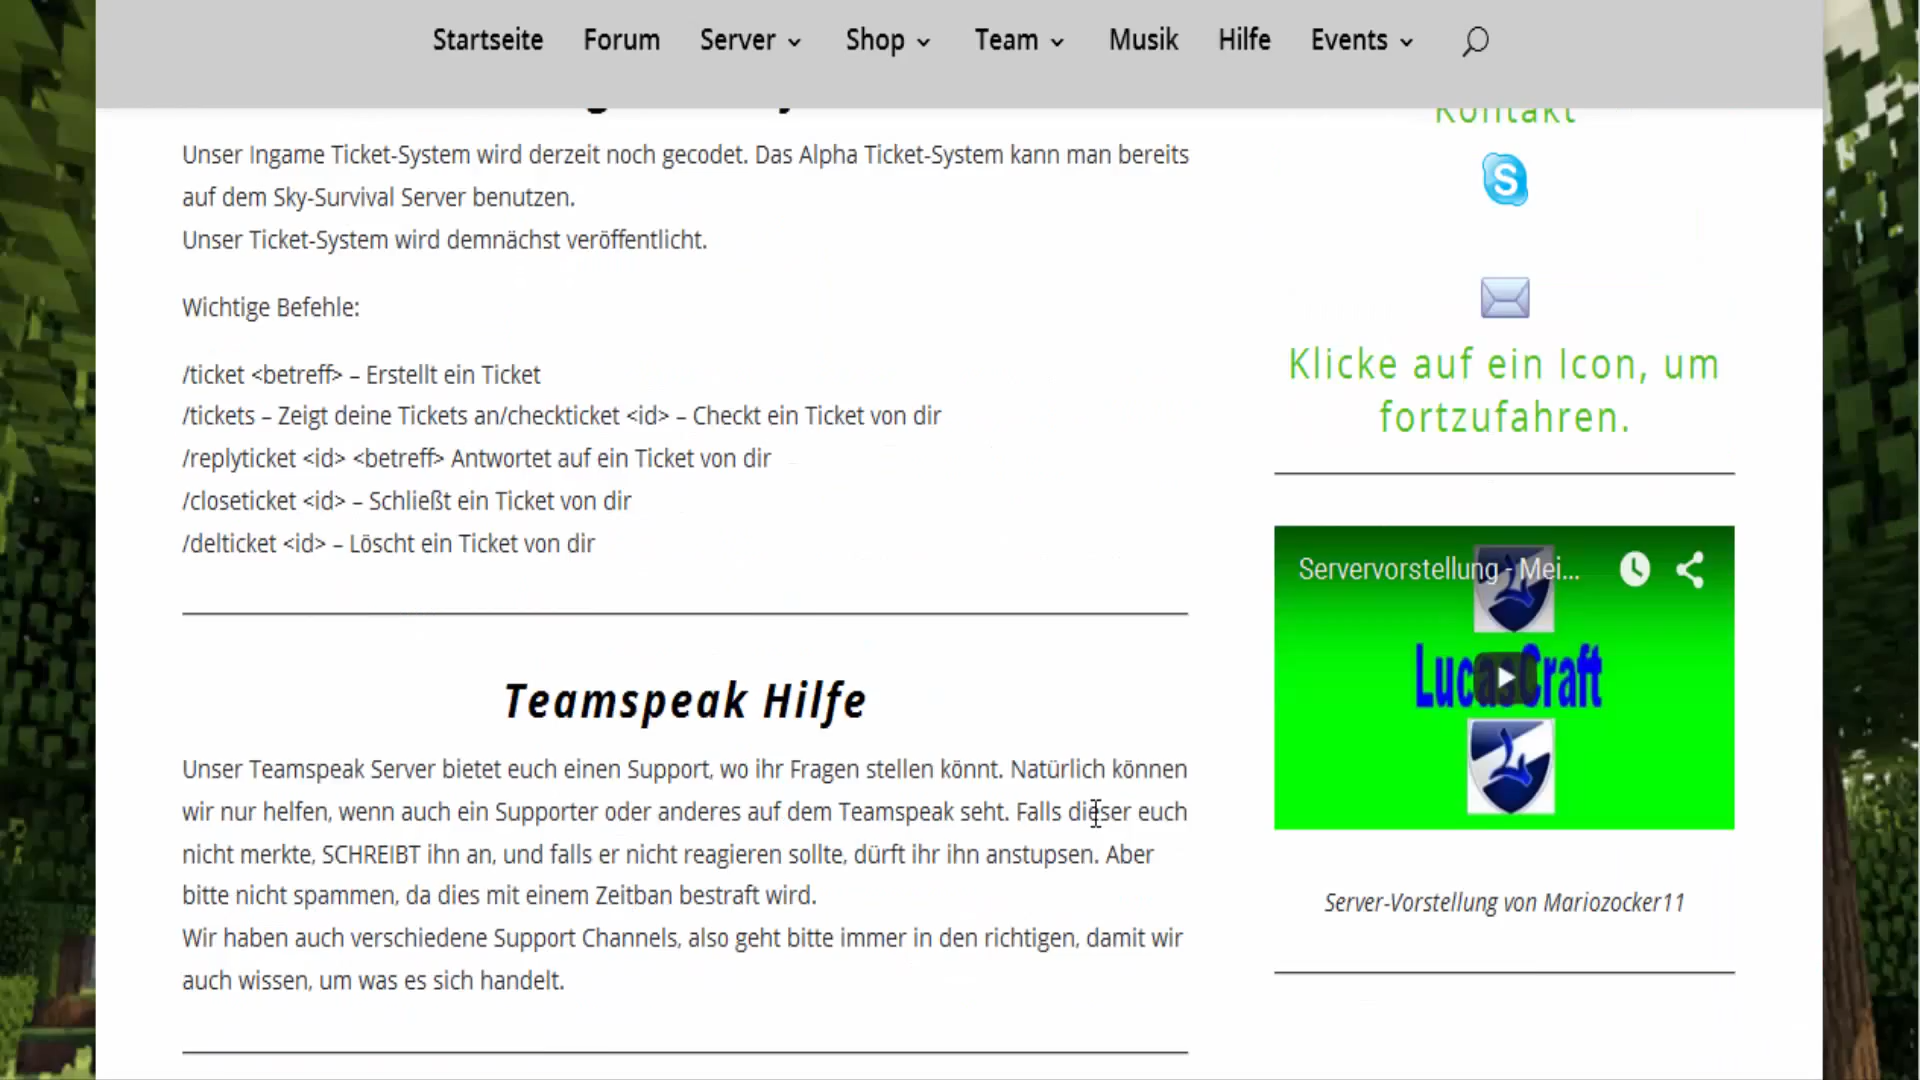 Startseite Forum Server Shop Team Musik Hilfe Events
Unser Ingame Ticket-System wird derzeit noch gecodet. Das Alpha Ticket-System kann man bereits
auf dem Sky-Survival Server benutzen.
Unser Ticket-System wird demnächst veröffentlicht.
Wichtige Befehle:
/ticket <betreff> – Erstellt ein Ticket
/tickets – Zeigt deine Tickets an/checkticket <id> – Checkt ein Ticket von dir
/replyticket <id> <betreff> Antwortet auf ein Ticket von dir
/closeticket <id> – Schließt ein Ticket von dir
/delticket <id> – Löscht ein Ticket von dir
Teamspeak Hilfe
Unser Teamspeak Server bietet euch einen Support, wo ihr Fragen stellen könnt. Natürlich können
wir nur helfen, wenn auch ein Supporter oder anderes auf dem Teamspeak seht. Falls dieser euch
nicht merkte, SCHREIBT ihn an, und falls er nicht reagieren sollte, dürft ihr ihn anstupsen. Aber
bitte nicht spammen, da dies mit einem Zeitban bestraft wird.
Wir haben auch verschiedene Support Channels, also geht bitte immer in den richtigen, damit wir
auch wissen, um was es sich handelt.
Kontakt
Klicke auf ein Icon, um
fortzufahren.
Servervorstellung - Mei...
LucasCraft
Server-Vorstellung von Mariozocker11